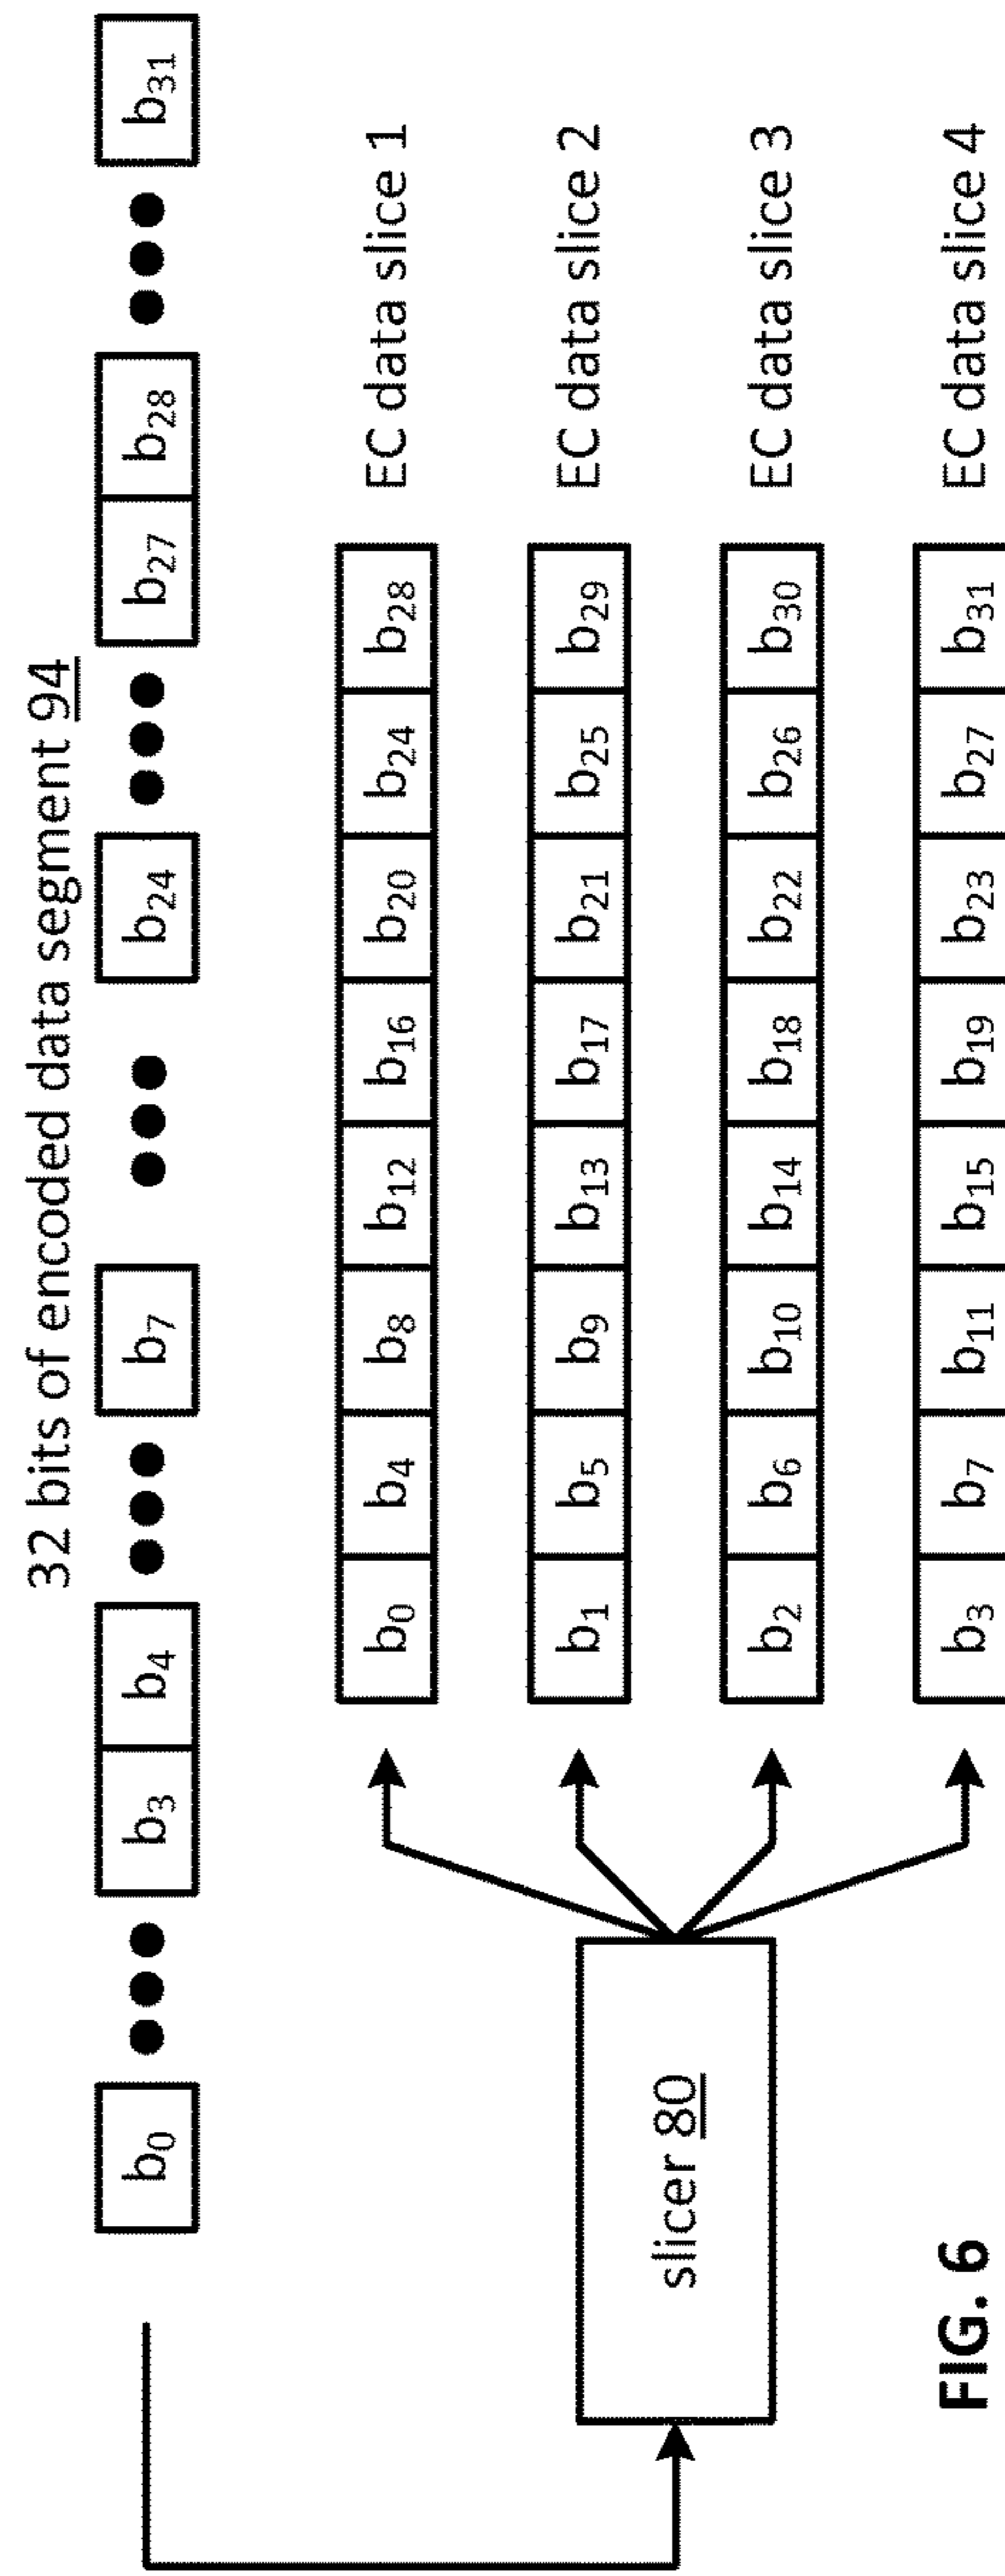 32 bits of encoded data segment 94
b0 ●●● b3 b4 ●●● b7 ●●● b24 ●●● b27 b28 ●●● b31
b0 b4 b8 b12 b16 b20 b24 b28 EC data slice 1
b1 b5 b9 b13 b17 b21 b25 b29 EC data slice 2
slicer 80
b2 b6 b10 b14 b18 b22 b26 b30 EC data slice 3
b3 b7 b11 b15 b19 b23 b27 b31 EC data slice 4
FIG. 6